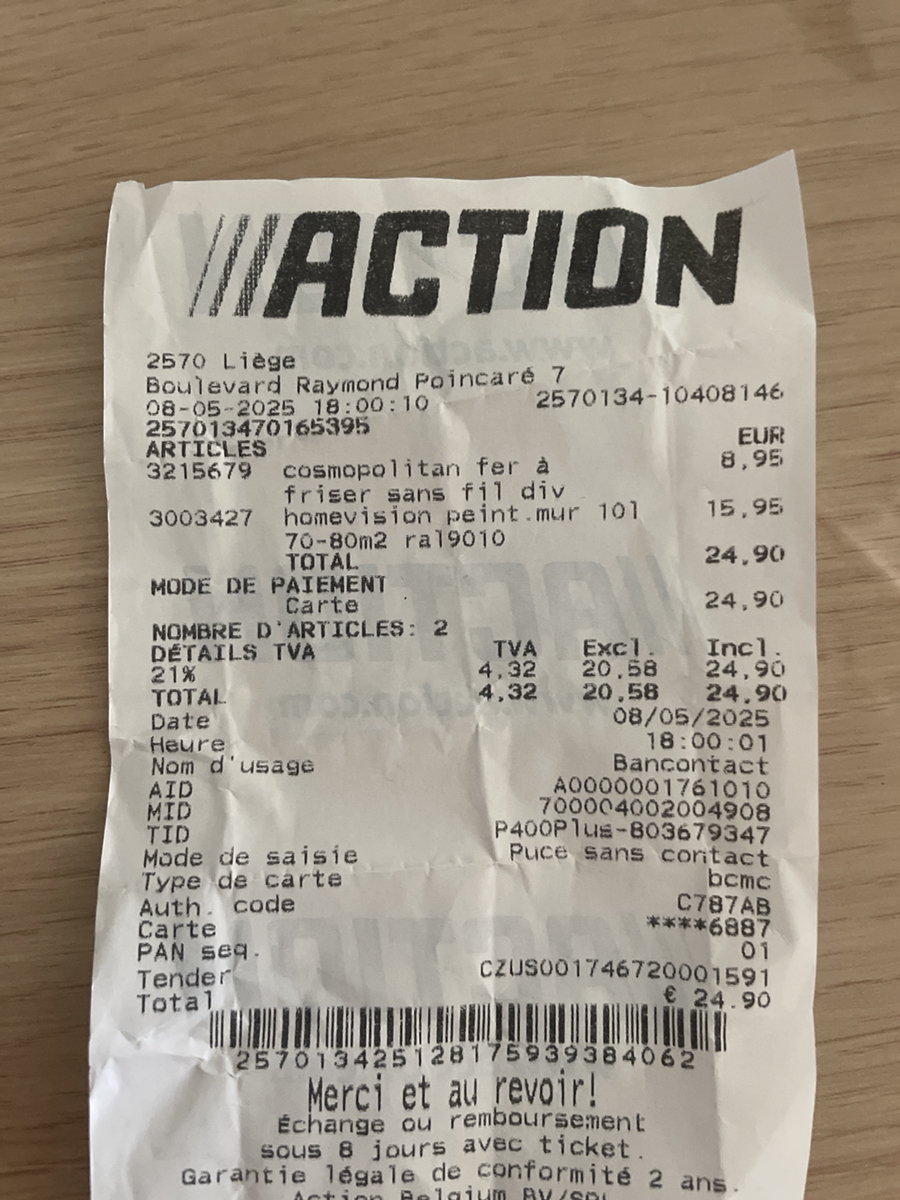 ///ACTION
2570 Liège
Boulevard Raymond Poincaré 7
08-05-2025 18:00:10 2570134-10408146
257013470165395
ARTICLES EUR
3215679 cosmopolitan fer à 8,95
friser sans fil div
3003427 homevision peint.mur 10l 15,95
70-80m2 ral9010
TOTAL 24,90
MODE DE PAIEMENT
Carte 24,90
NOMBRE D'ARTICLES: 2
DÉTAILS TVA TVA Excl. Incl.
21% 4,32 20,58 24,90
TOTAL 4,32 20,58 24,90
Date 08/05/2025
Heure 18:00:01
Nom d'usage Bancontact
AID A0000001761010
MID 700004002004908
TID P400Plus-803679347
Mode de saisie Puce sans contact
Type de carte bcmc
Auth. code C787AB
Carte ****6887
PAN seq. 01
Tender CZUS001746720001591
Total € 24.90
257013425128175939384062
Merci et au revoir!
Échange ou remboursement
sous 8 jours avec ticket.
Garantie légale de conformité 2 ans.
Action Belgium BV/SRL